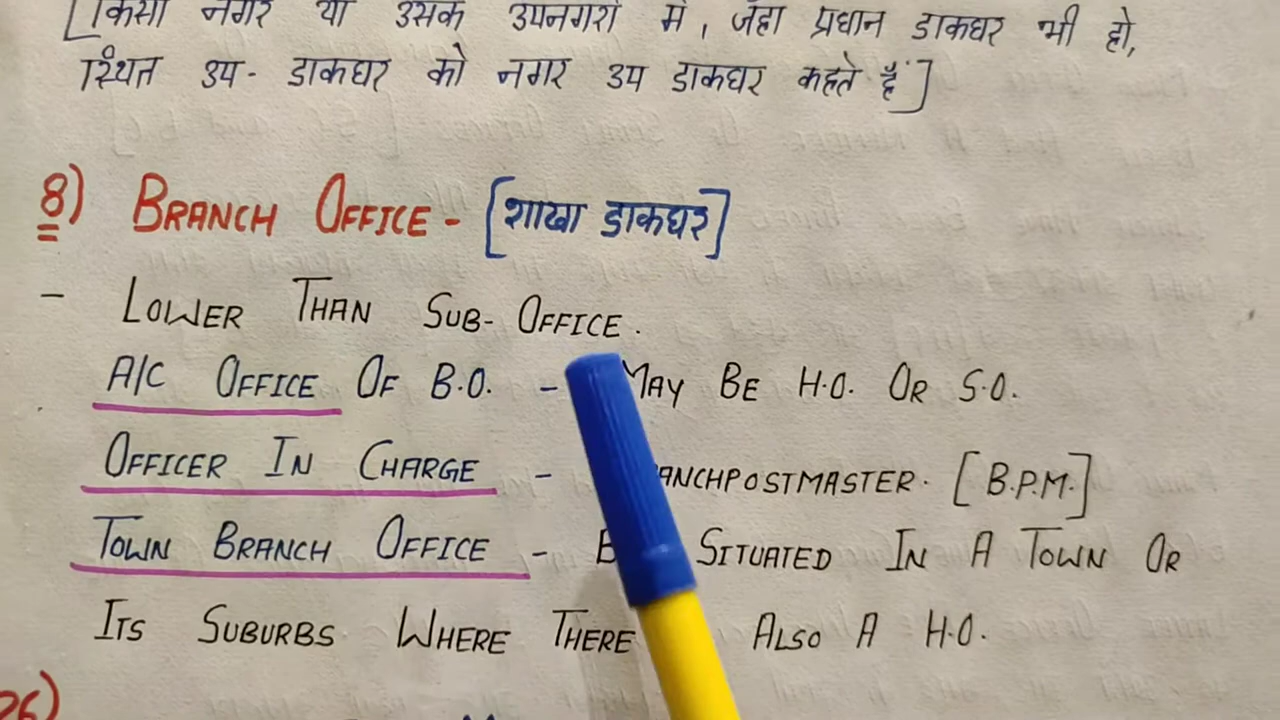 [किसी नगर या उसके उपनगरों में, जहां प्रधान डाकघर भी हो,
स्थित उप- डाकघर को नगर उप डाकघर कहते हैं]
8) BRANCH OFFICE - [शाखा डाकघर]
- LOWER THAN SUB-OFFICE.
A/C OFFICE OF B.O. - MAY BE H.O. OR S.O.
OFFICER IN CHARGE - ANCHPOSTMASTER. [B.P.M.]
TOWN BRANCH OFFICE - B SITUATED IN A TOWN OR
ITS SUBURBS WHERE THERE ALSO A H.O.
26)